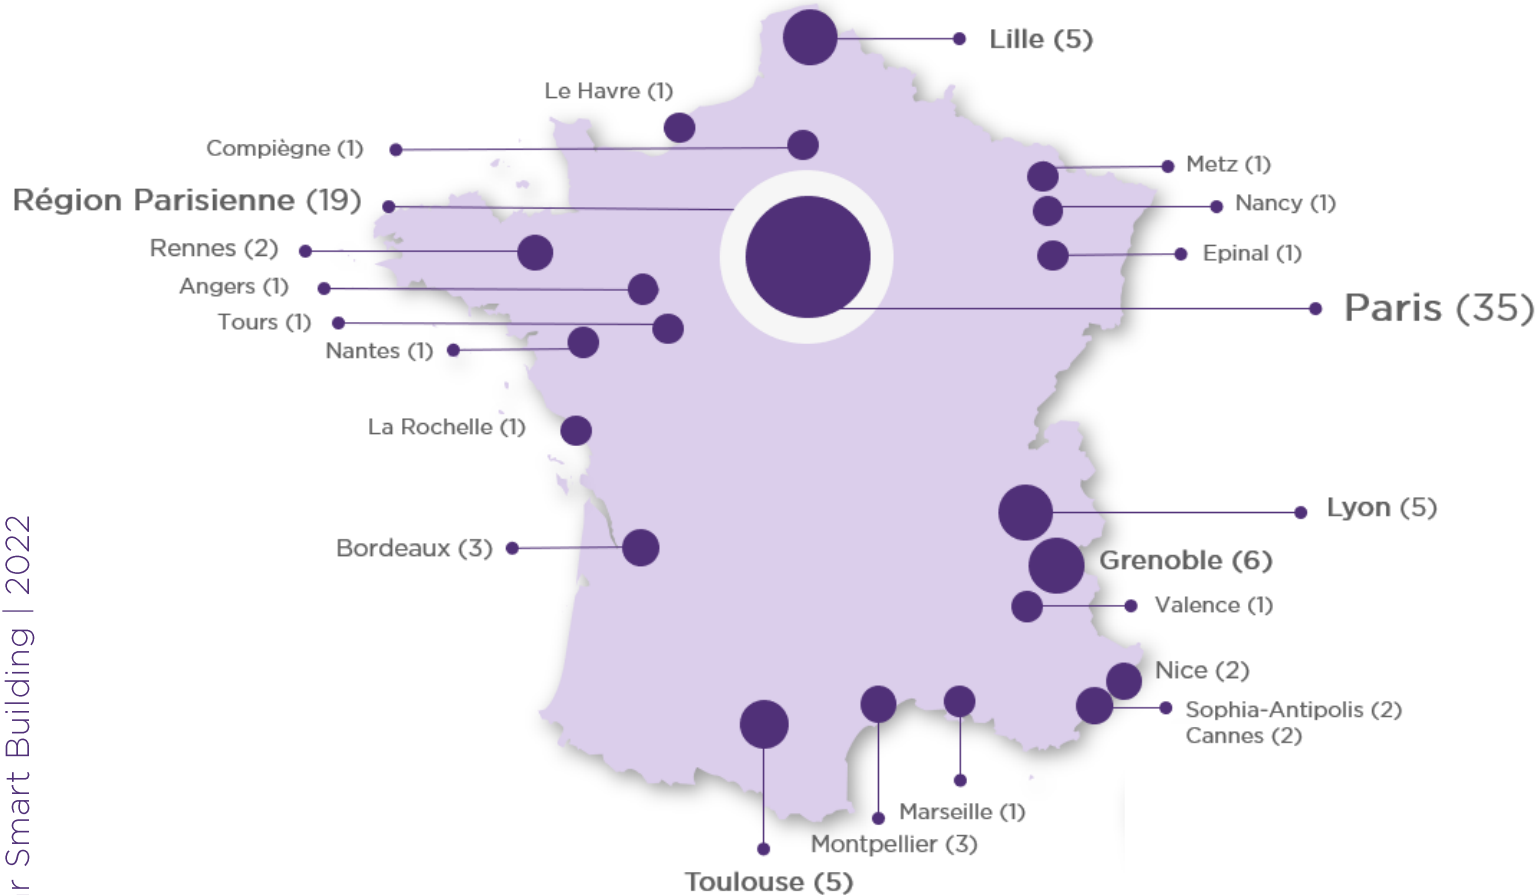 Lille (5)
Le Havre (1)
Compiègne (1)
Metz (1)
Région Parisienne (19)
Nancy (1)
Rennes (2)
Epinal (1)
Angers (1)
Paris (35)
Tours (1)
Nantes (1)
La Rochelle (1)
Lyon (5)
Bordeaux (3)
Grenoble (6)
Valence (1)
Nice (2)
Sophia-Antipolis (2)
Cannes (2)
Marseille (1)
Montpellier (3)
Toulouse (5)
r Smart Building | 2022